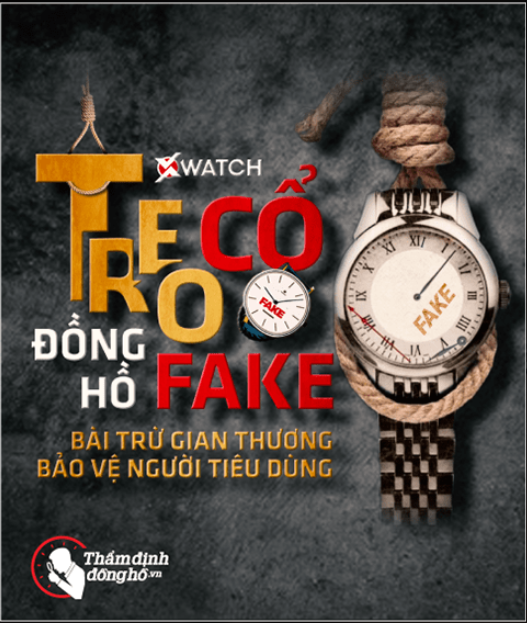 XWATCH
TREO CỔ
ĐỒNG HỒ FAKE
BÀI TRỪ GIAN THƯƠNG
BẢO VỆ NGƯỜI TIÊU DÙNG
FAKE
FAKE
Thẩm định
đồng hồ.vn